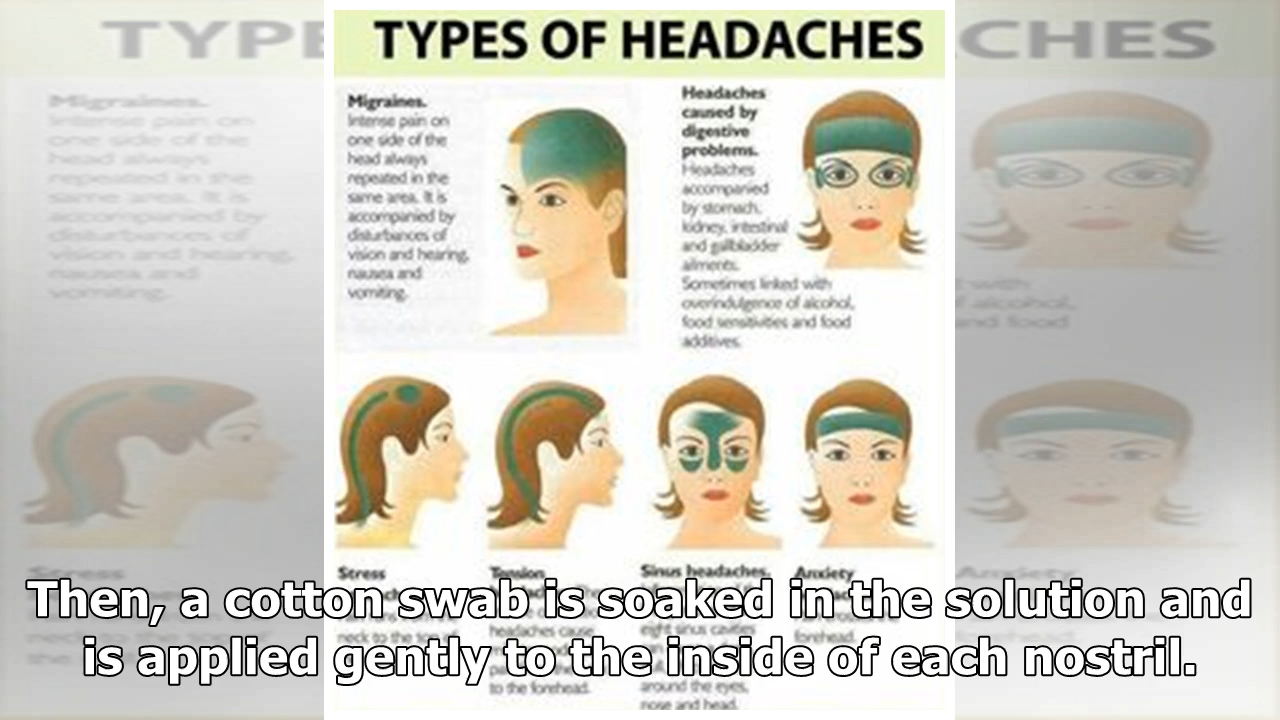 TYPES OF HEADACHES
Migraines.
Intense pain on
one side of the
head always
repeated in the
same area. It is
accompanied by
disturbances of
vision and hearing,
nausea and
vomiting.
Headaches
caused by
digestive
problems.
Headaches
accompanied
by stomach,
kidney, intestinal
and gallbladder
ailments.
Sometimes linked with
overindulgence of alcohol,
food sensitivities and food
additives.
Stress
neck to the
Tension
headaches cause
to the forehead.
Sinus headaches.
eight sinus cavities
around the eyes,
nose and head.
Anxiety
forehead.
Then, a cotton swab is soaked in the solution and
is applied gently to the inside of each nostril.